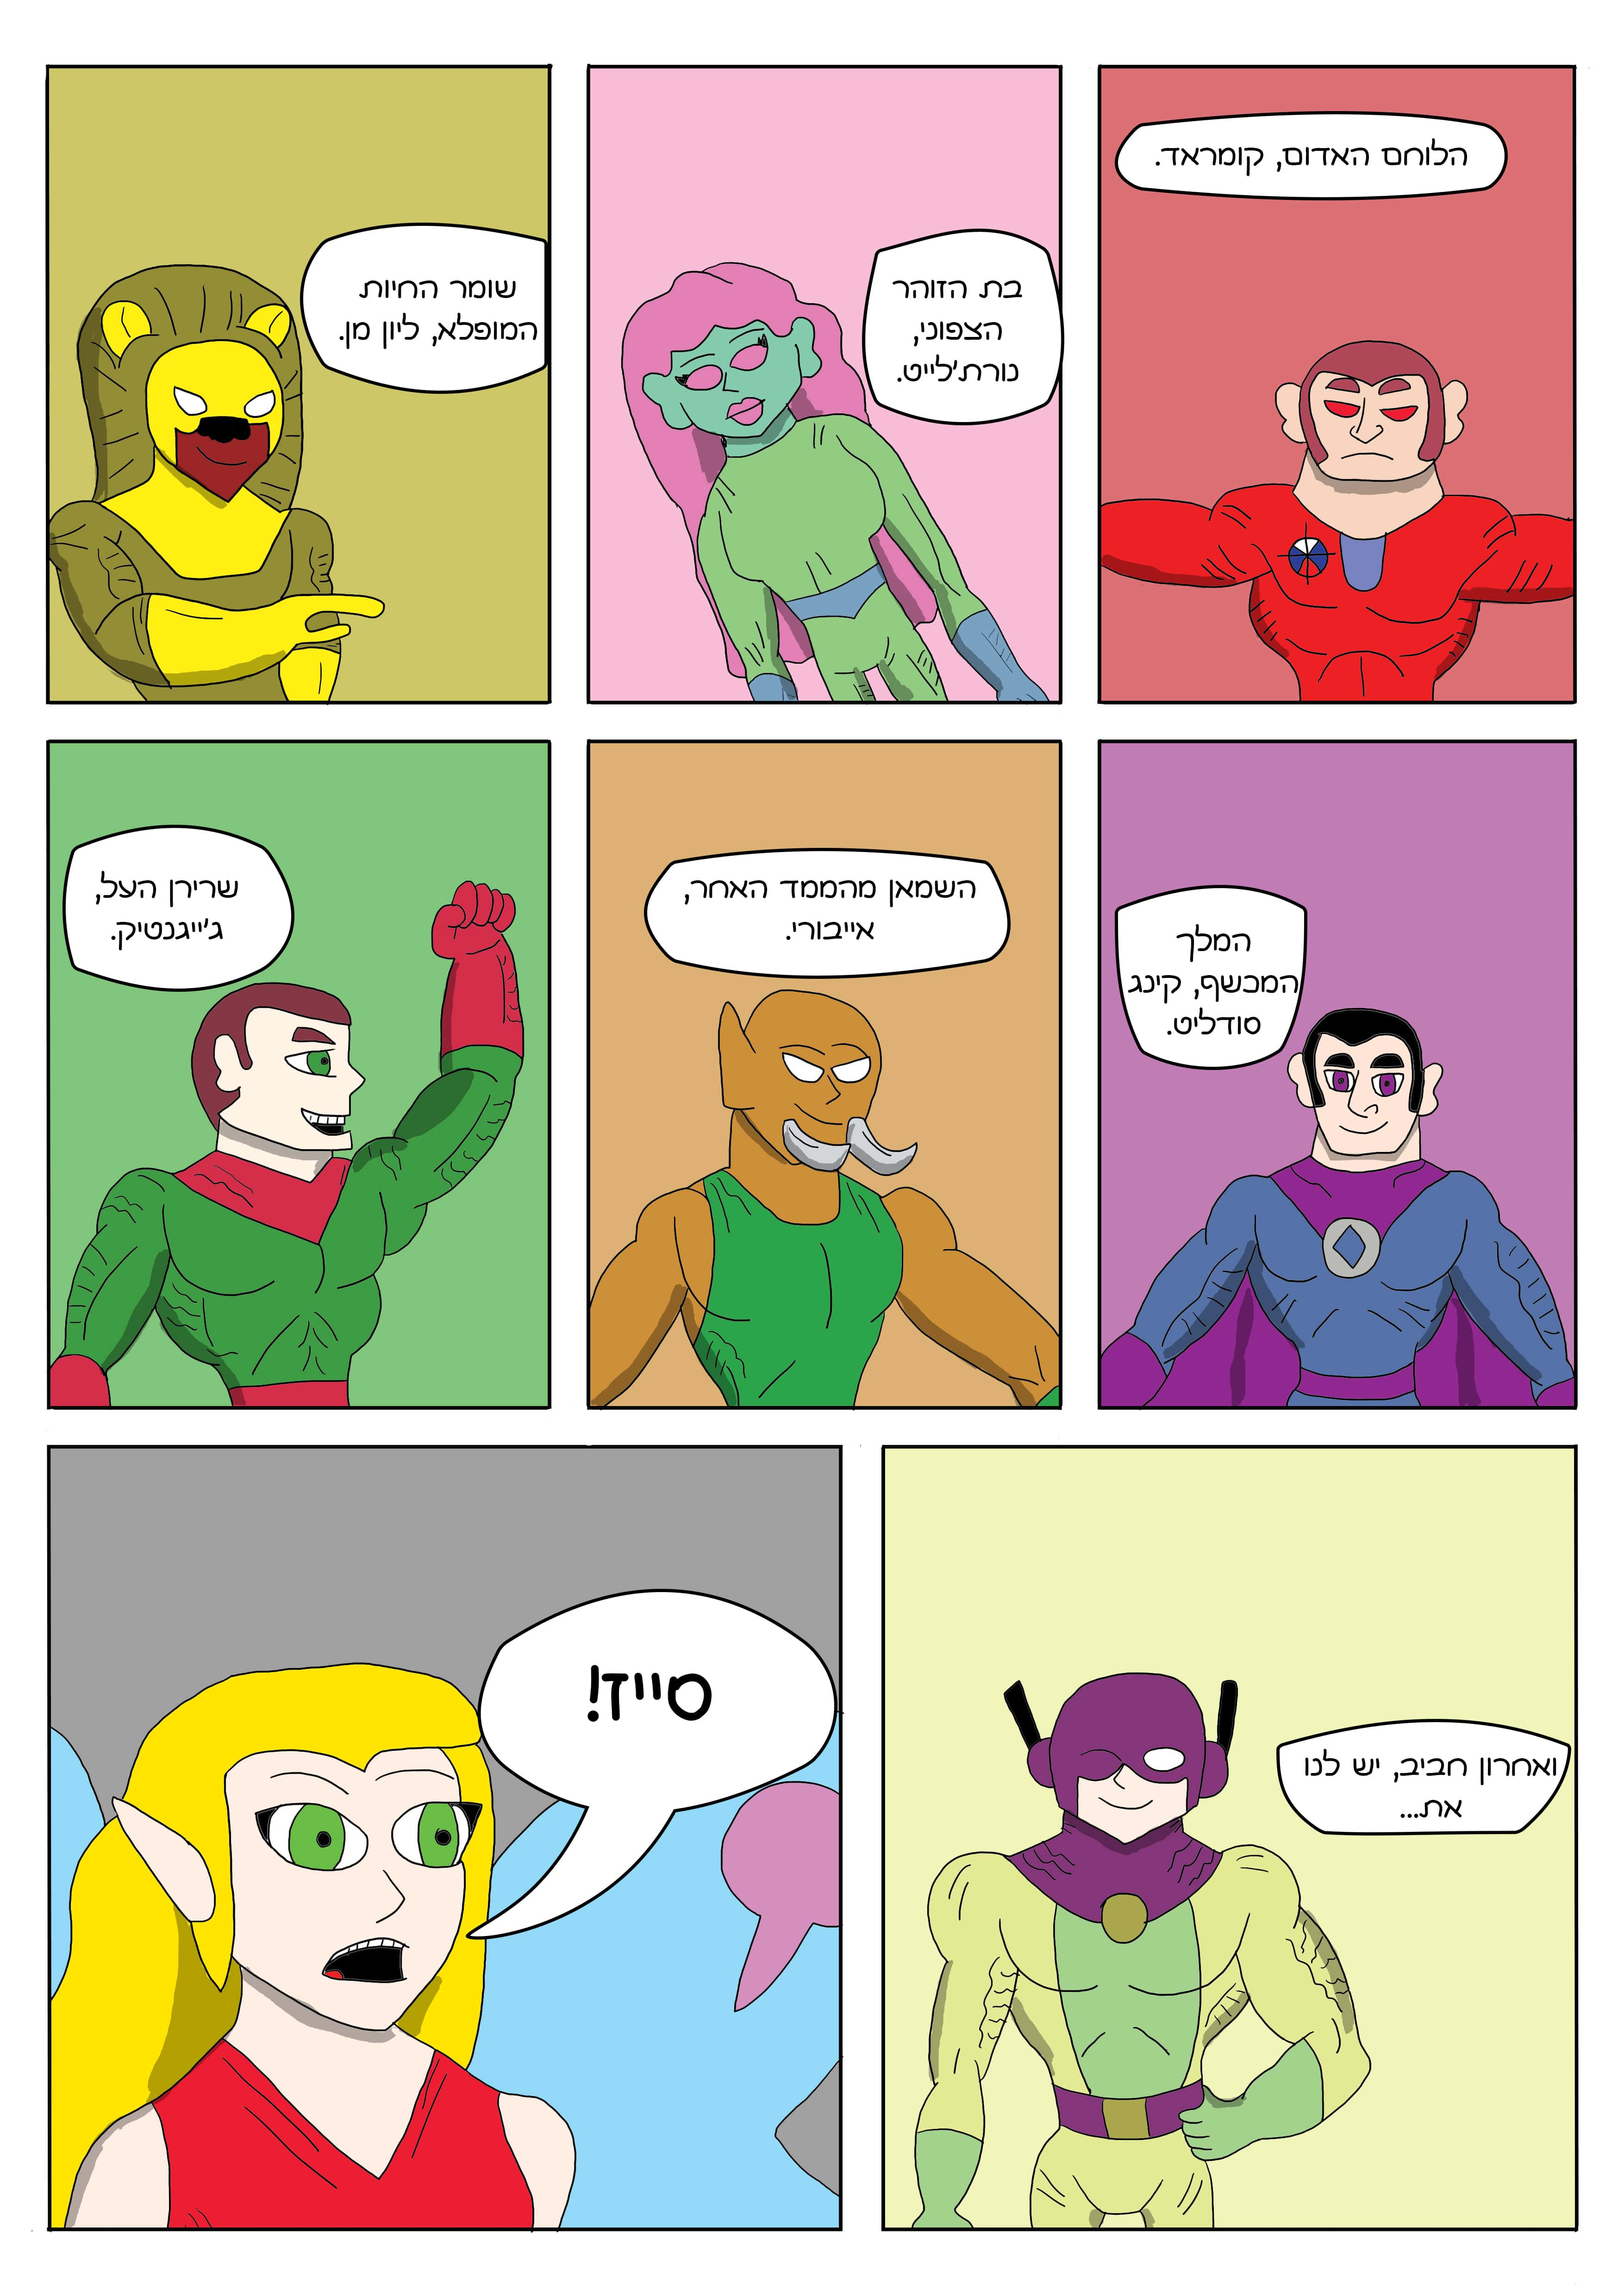 הלוחם האדום, קומראד.
בת הזוהר
הצפוני,
נורת'לייט.
שומר החיות
המופלא, ליון מן.
המלך
המכשף, קינג
סודליט.
השמאן מהממד האחר,
אייבורי.
שרירן העל,
ג'ייגנטיק.
ואחרון חביב, יש לנו
את...
סייז!